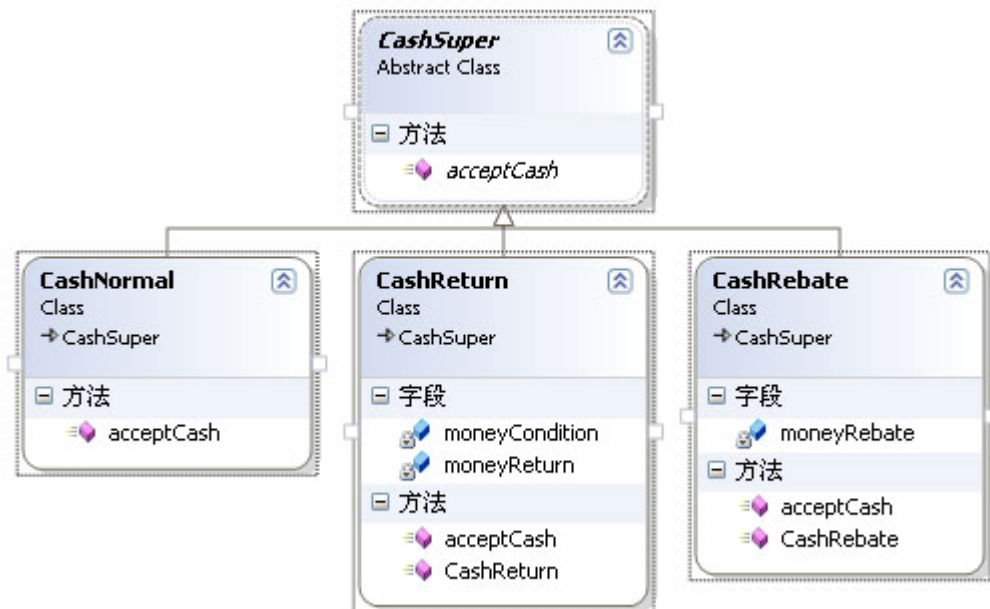 CashSuper
Abstract Class
方法
acceptCash
CashNormal
Class
CashSuper
方法
acceptCash
CashReturn
Class
CashSuper
字段
moneyCondition
moneyReturn
方法
acceptCash
CashReturn
CashRebate
Class
CashSuper
字段
moneyRebate
方法
acceptCash
CashRebate